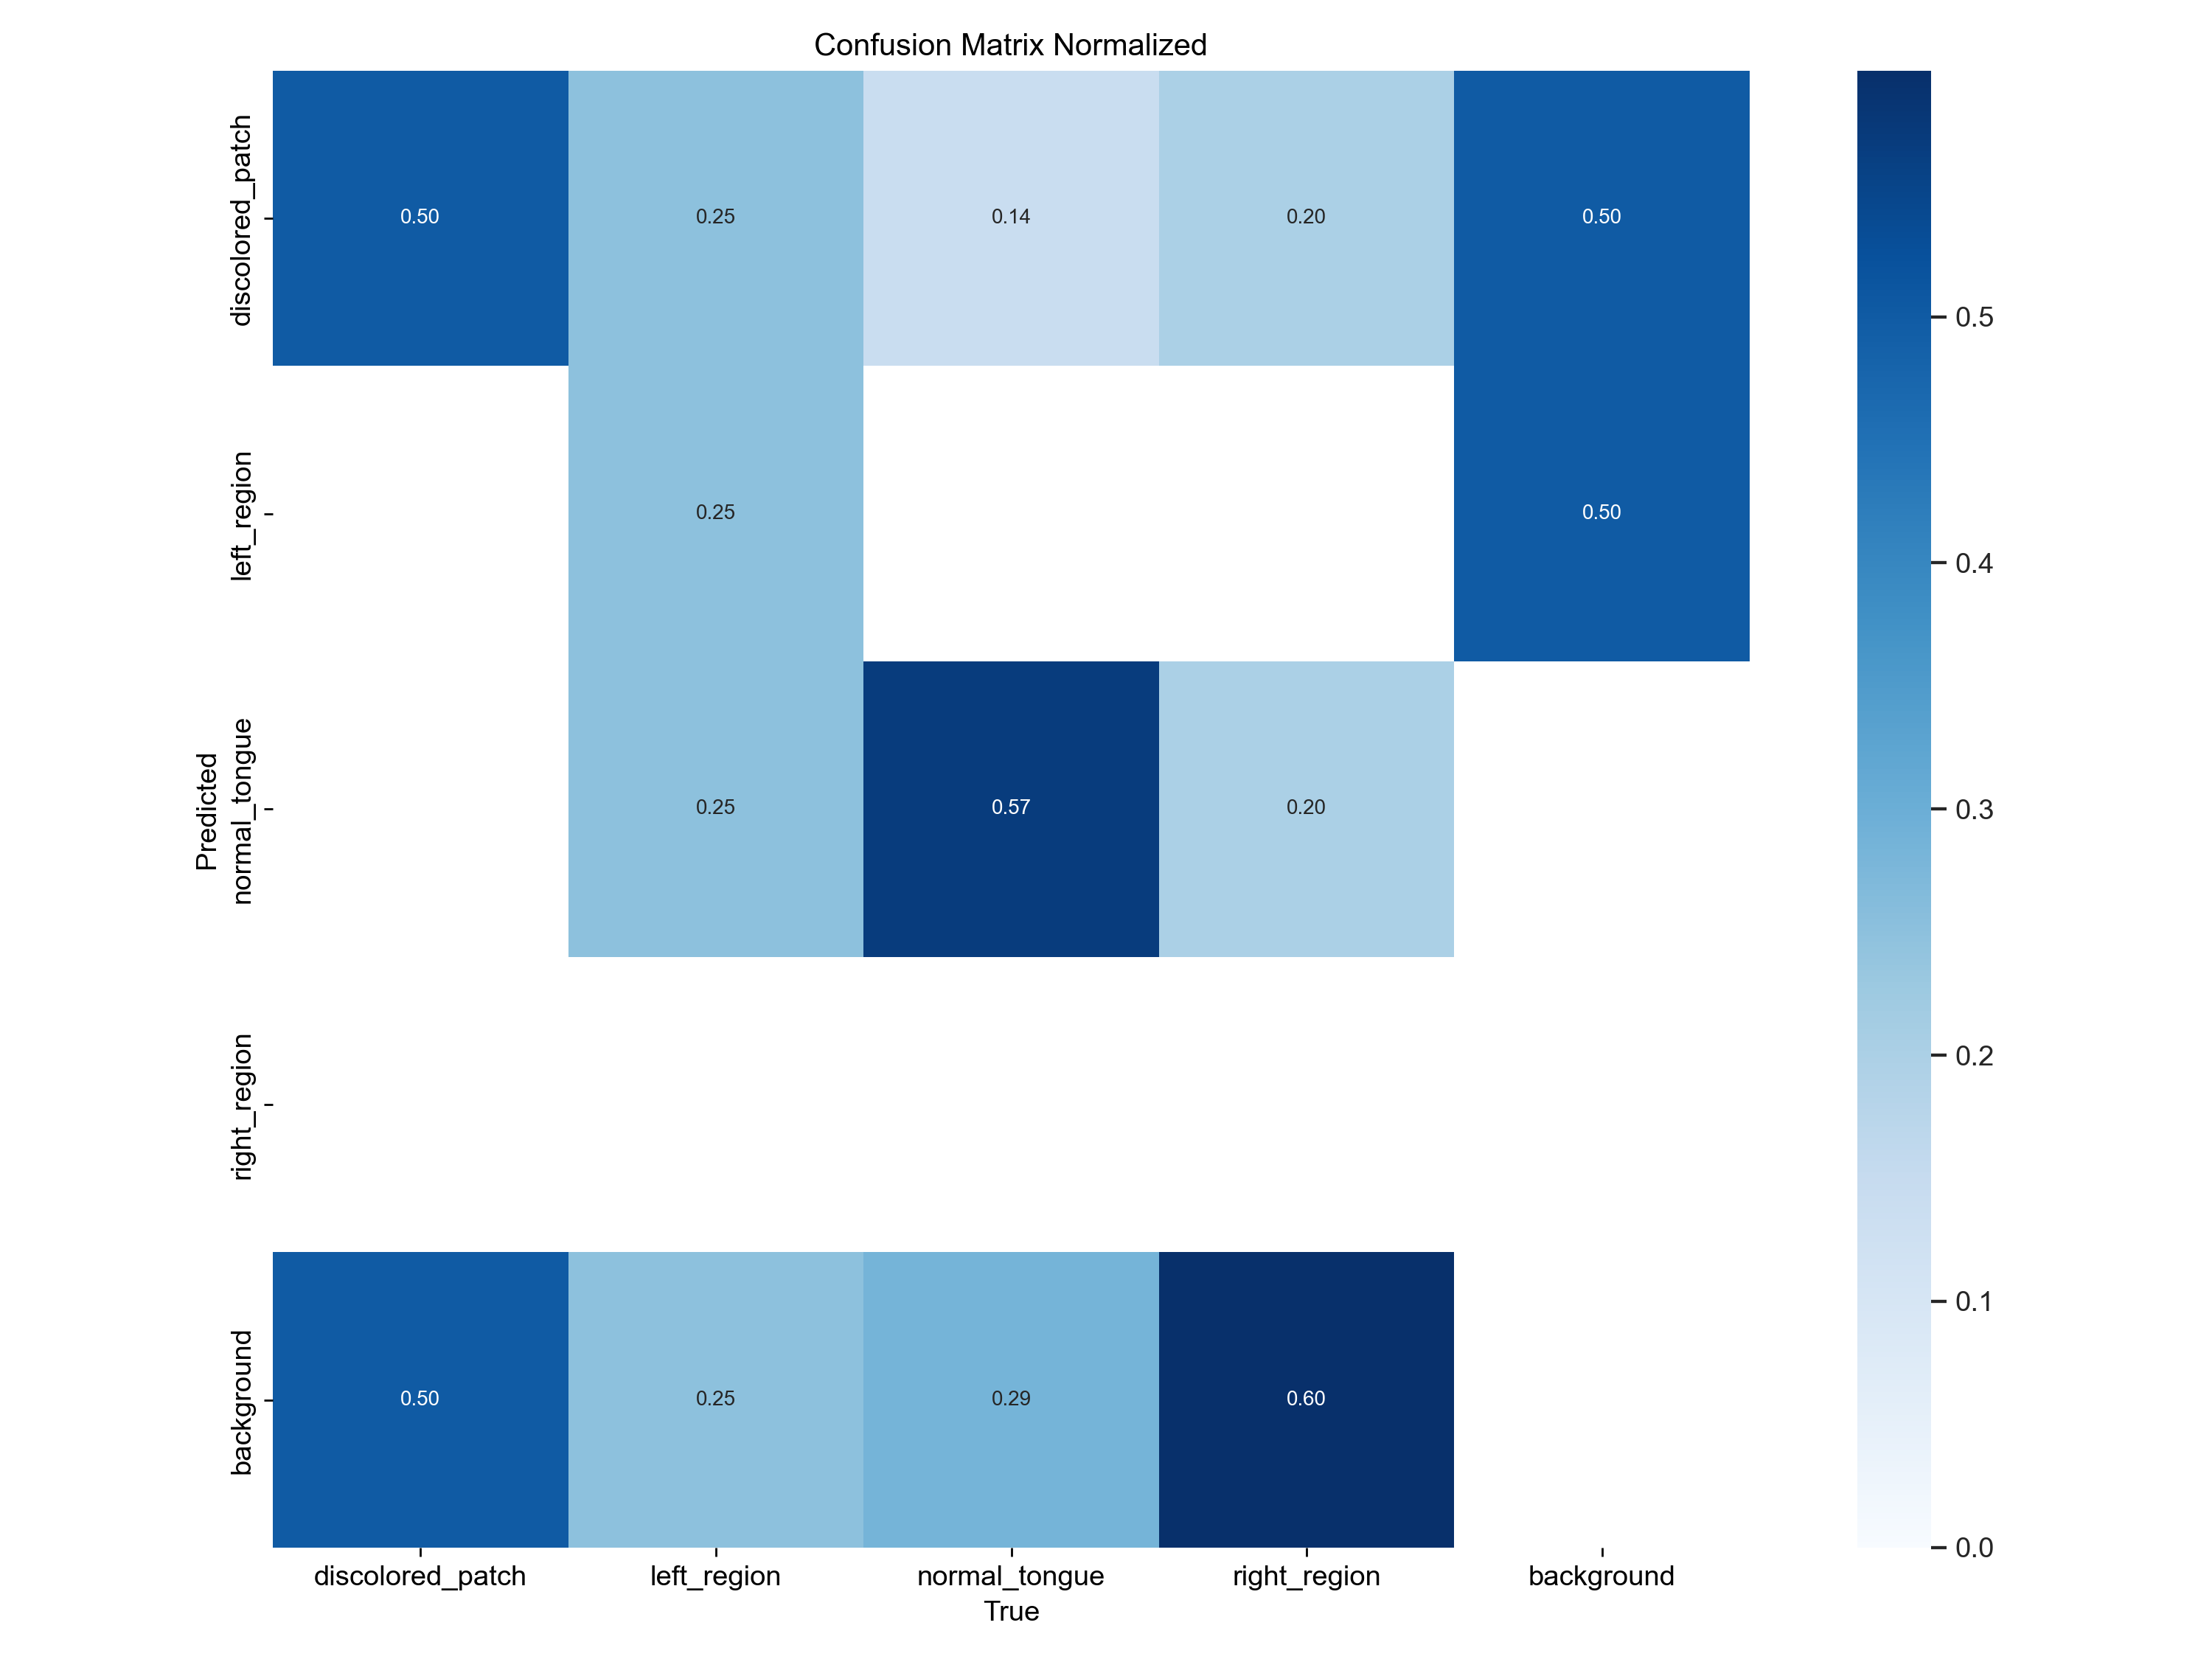 Confusion Matrix Normalized
Predicted
discolored_patch
0.50
0.25
0.14
0.20
0.50
left_region
0.25
0.50
normal_tongue
0.25
0.57
0.20
right_region
background
0.50
0.25
0.29
0.60
discolored_patch
left_region
normal_tongue
right_region
background
True
0.5
0.4
0.3
0.2
0.1
0.0